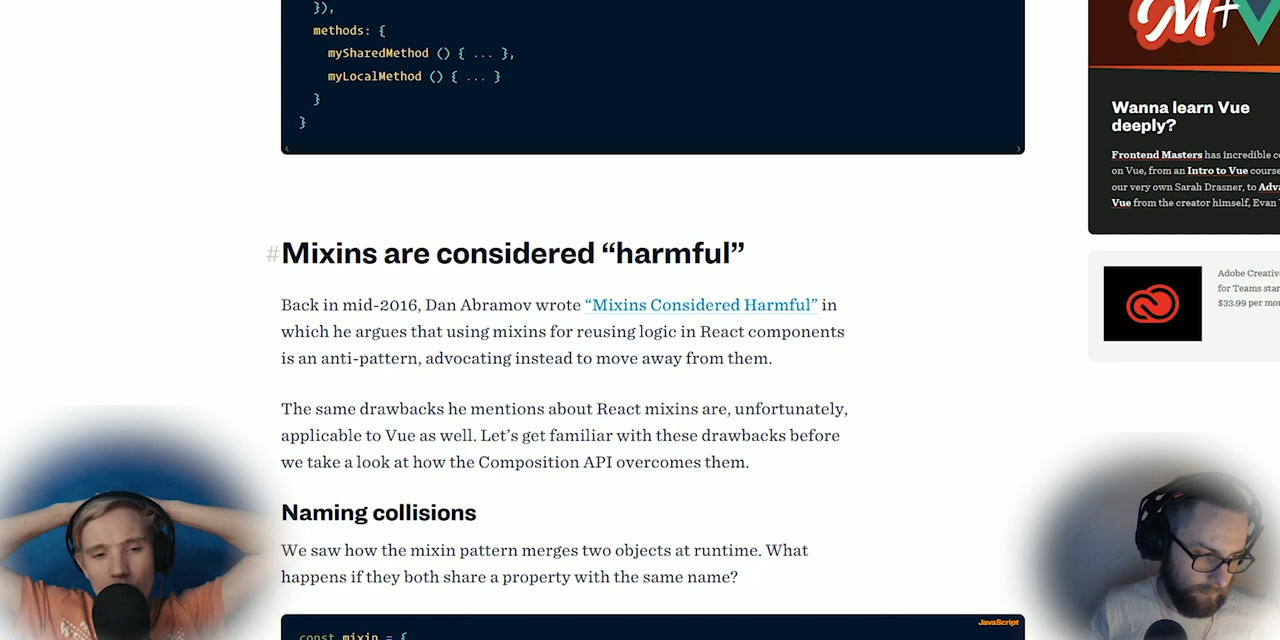 }),
methods: {
mySharedMethod () { ... },
myLocalMethod () { ... }
}
}
M+
Wanna learn Vue
deeply?
Frontend Masters has incredible
on Vue, from an Intro to Vue course
our very own Sarah Drasner, to
Vue from the creator himself, Evan
Adobe
for Teams
$33.99 per
#Mixins are considered “harmful”
Back in mid-2016, Dan Abramov wrote “Mixins Considered Harmful” in
which he argues that using mixins for reusing logic in React components
is an anti-pattern, advocating instead to move away from them.
The same drawbacks he mentions about React mixins are, unfortunately,
applicable to Vue as well. Let’s get familiar with these drawbacks before
we take a look at how the Composition API overcomes them.
Naming collisions
We saw how the mixin pattern merges two objects at runtime. What
happens if they both share a property with the same name?
JavaScript
const mixin = {